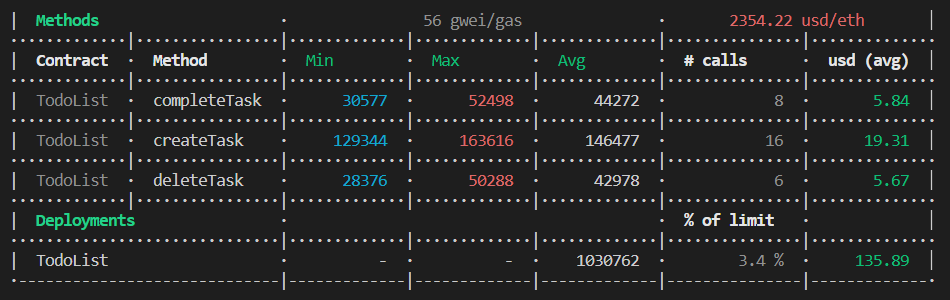 Methods · 56 gwei/gas · 2354.22 usd/eth
Contract · Method · Min · Max · Avg · # calls · usd (avg)
TodoList · completeTask · 30577 · 52498 · 44272 · 8 · 5.84
TodoList · createTask · 129344 · 163616 · 146477 · 16 · 19.31
TodoList · deleteTask · 28376 · 50288 · 42978 · 6 · 5.67
Deployments · · % of limit ·
TodoList · - · - · 1030762 · 3.4 % · 135.89